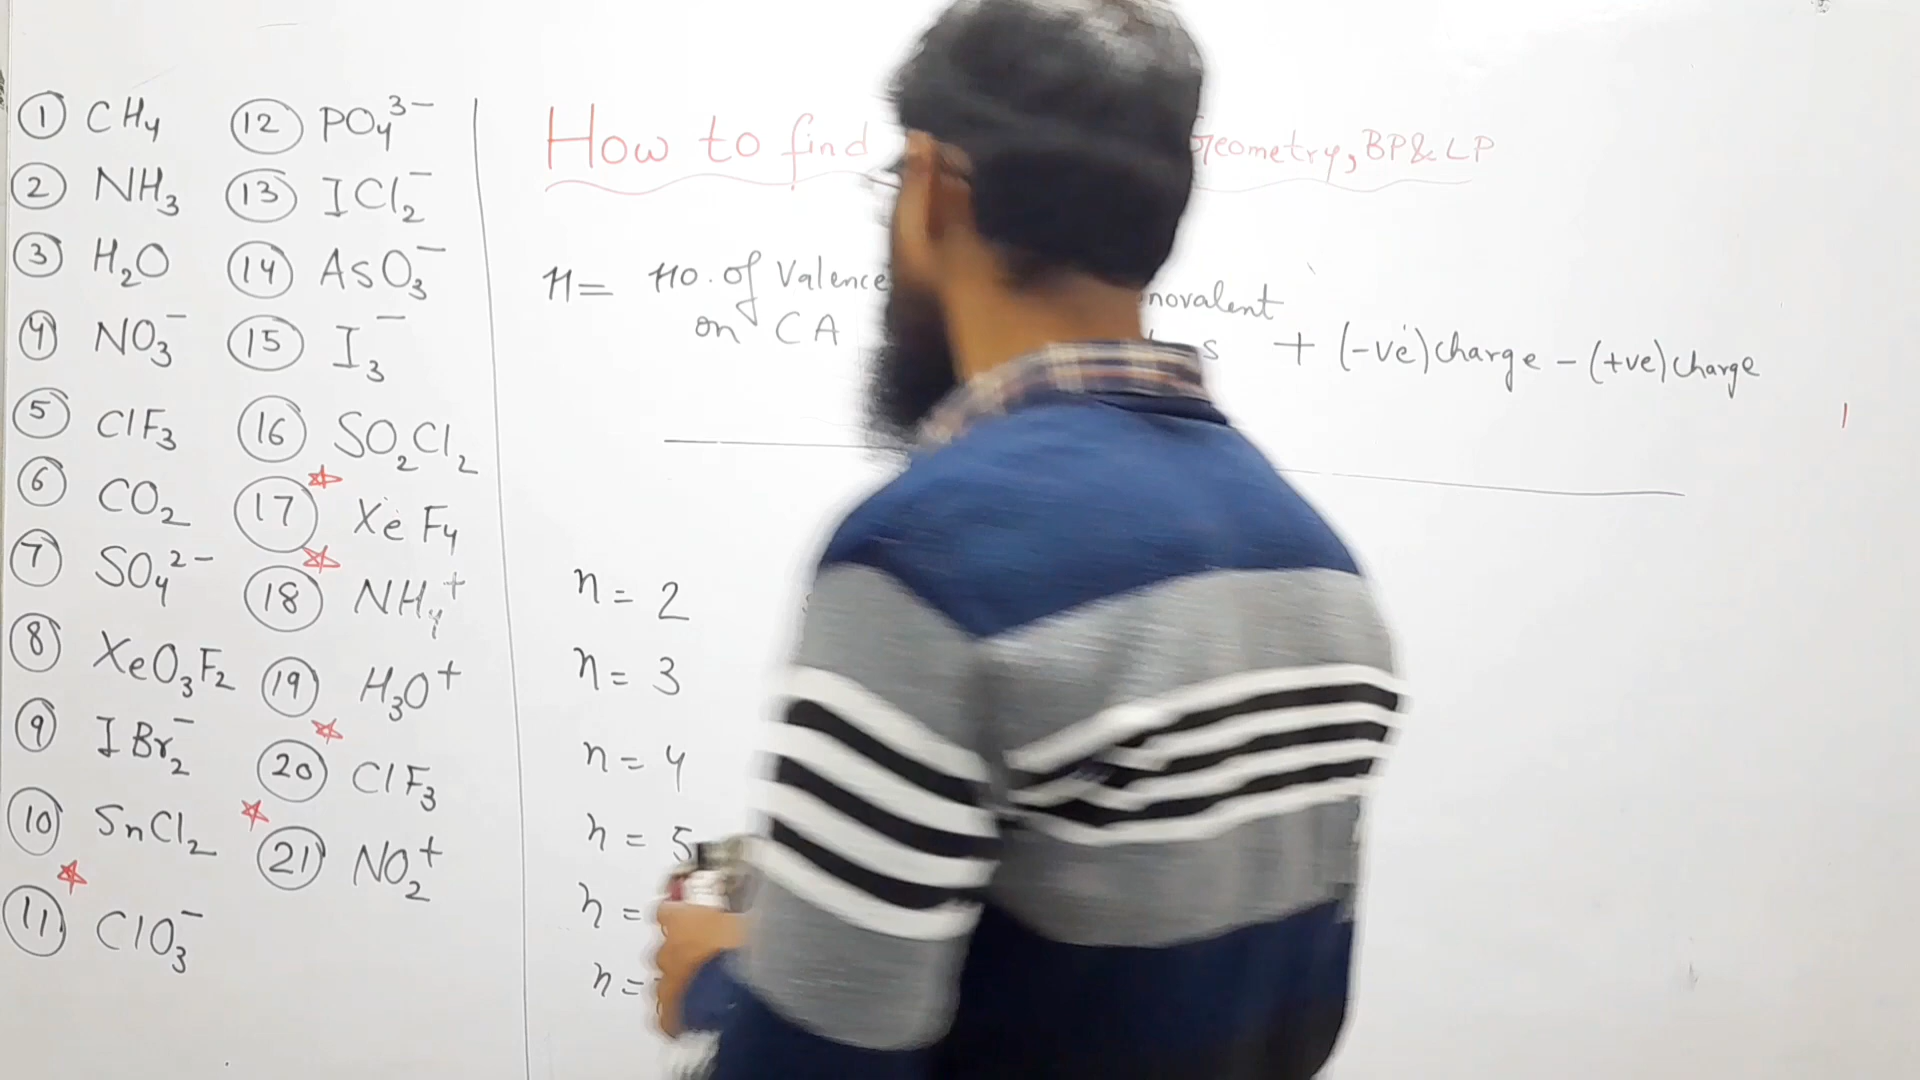 ① CH₄
② NH₃
③ H₂O
④ NO₃⁻
⑤ ClF₃
⑥ CO₂
⑦ SO₄²⁻
⑧ XeO₃F₂
⑨ IBr₂⁻
⑩ SnCl₂
⑪ ClO₃⁻
⑫ PO₄³⁻
⑬ ICl₂⁻
⑭ AsO₃⁻
⑮ I₃⁻
⑯ SO₂Cl₂
⑰ XeF₄
⑱ NH₄⁺
⑲ H₃O⁺
⑳ ClF₃
㉑ NO₂⁺
How to find Geometry, BP & LP
n = no. of Valence novalent
on CA s + (-ve) charge - (+ve) charge
n = 2
n = 3
n = 4
n = 5
n =
n =